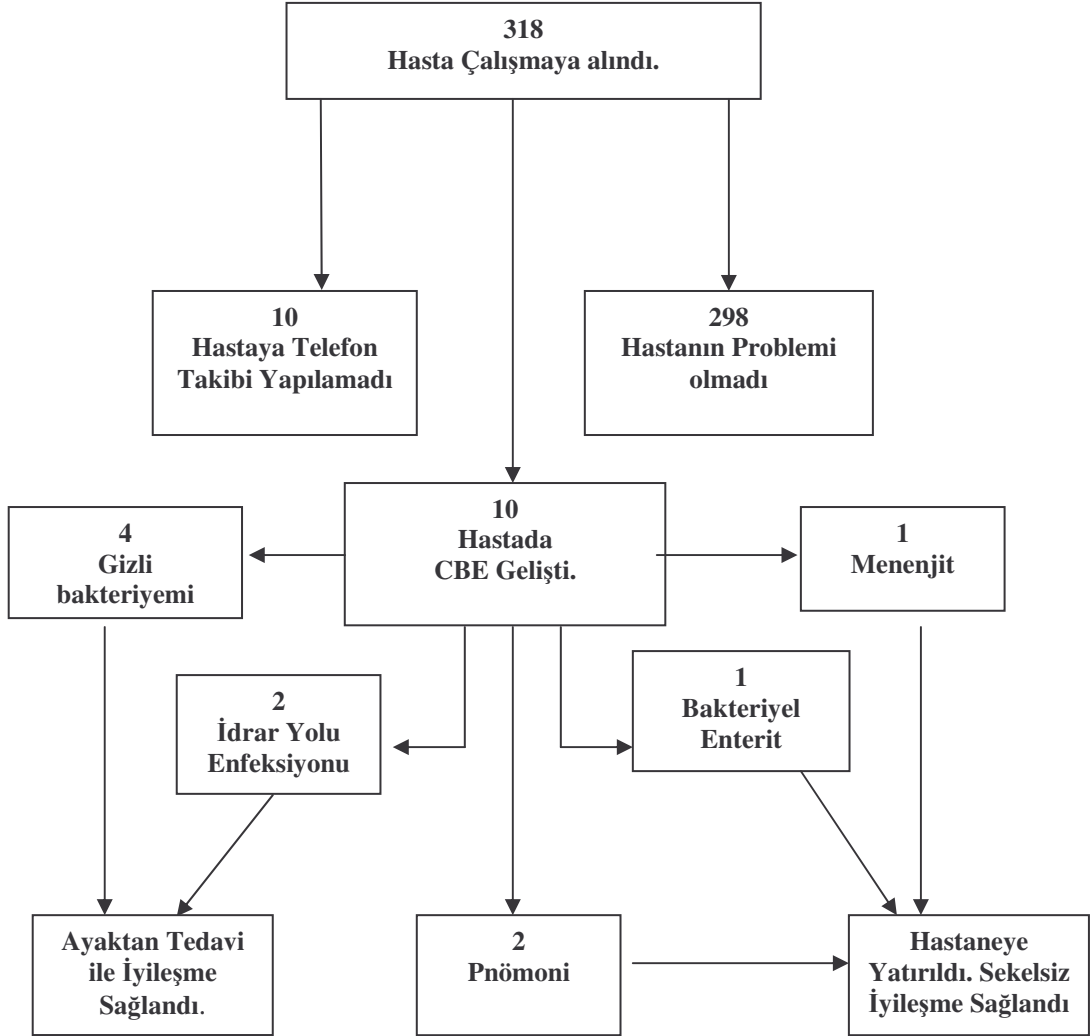 318
Hasta Çalışmaya alındı.
10
Hastaya Telefon
Takibi Yapılamadı
298
Hastanın Problemi
olmadı
10
Hastada
CBE Gelişti.
4
Gizli
bakteriyemi
1
Menenjit
2
İdrar Yolu
Enfeksiyonu
1
Bakteriyel
Enterit
Ayaktan Tedavi
ile İyileşme
Sağlandı.
2
Pnömoni
Hastaneye
Yatırıldı. Sekelsiz
İyileşme Sağlandı